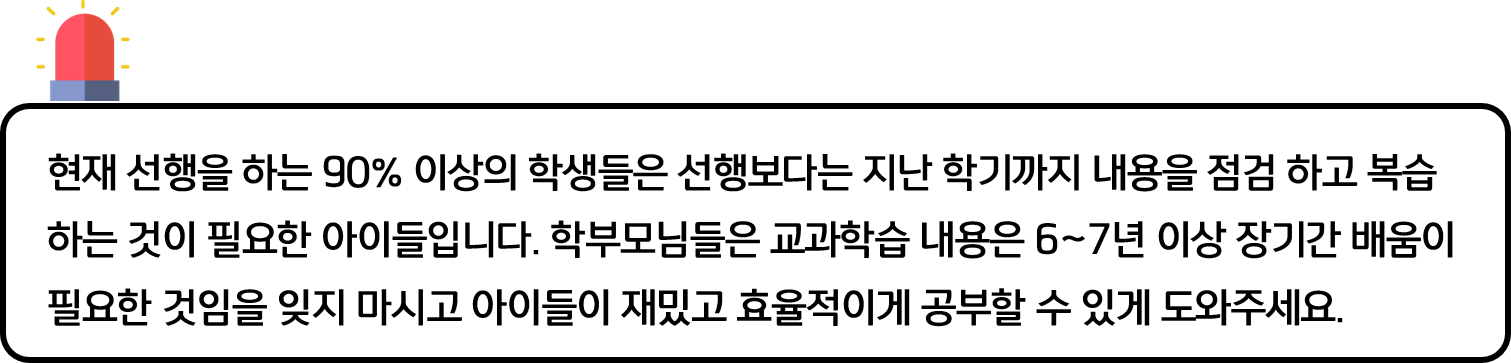 현재 선행을 하는 90% 이상의 학생들은 선행보다는 지난 학기까지 내용을 점검 하고 복습
하는 것이 필요한 아이들입니다. 학부모님들은 교과학습 내용은 6~7년 이상 장기간 배움이
필요한 것임을 잊지 마시고 아이들이 재밌고 효율적이게 공부할 수 있게 도와주세요.